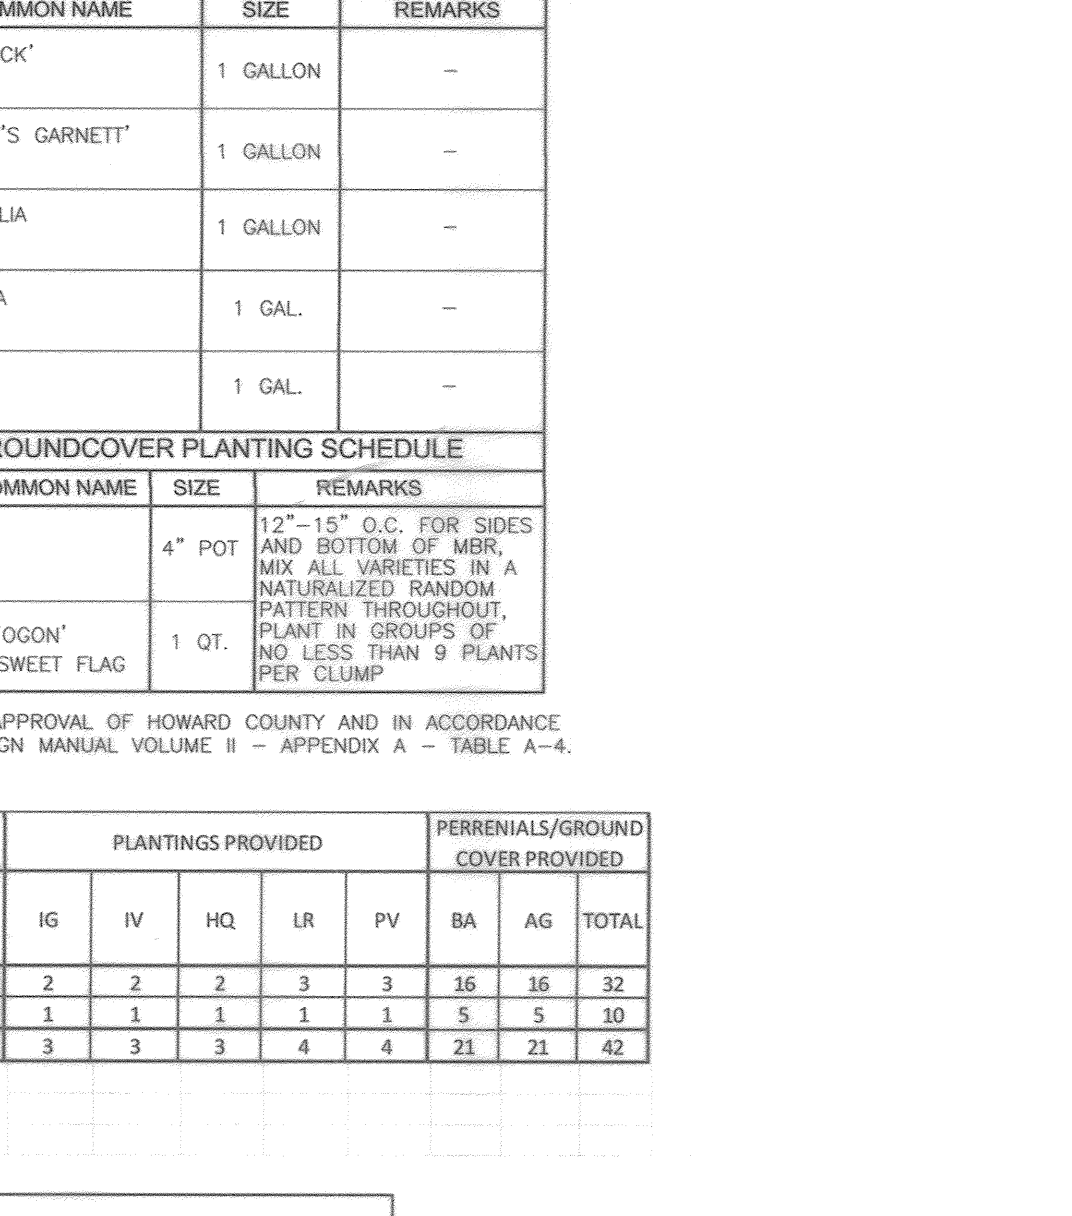 OMMON NAME SIZE REMARKS
CK'
1 GALLON –
'S GARNETT'
1 GALLON –
LIA
1 GALLON –
A
1 GAL. –
1 GAL. –
ROUNDCOVER PLANTING SCHEDULE
OMMON NAME SIZE REMARKS
4" POT
12"–15" O.C. FOR SIDES
AND BOTTOM OF MBR,
MIX ALL VARIETIES IN A
NATURALIZED RANDOM
PATTERN THROUGHOUT,
PLANT IN GROUPS OF
NO LESS THAN 9 PLANTS
PER CLUMP
'OGON'
SWEET FLAG
1 QT.
APPROVAL OF HOWARD COUNTY AND IN ACCORDANCE
GN MANUAL VOLUME II – APPENDIX A – TABLE A–4.
PLANTINGS PROVIDED
PERRENIALS/GROUND
COVER PROVIDED
IG IV HQ LR PV BA AG TOTAL
2 2 2 3 3 16 16 32
1 1 1 1 1 5 5 10
3 3 3 4 4 21 21 42